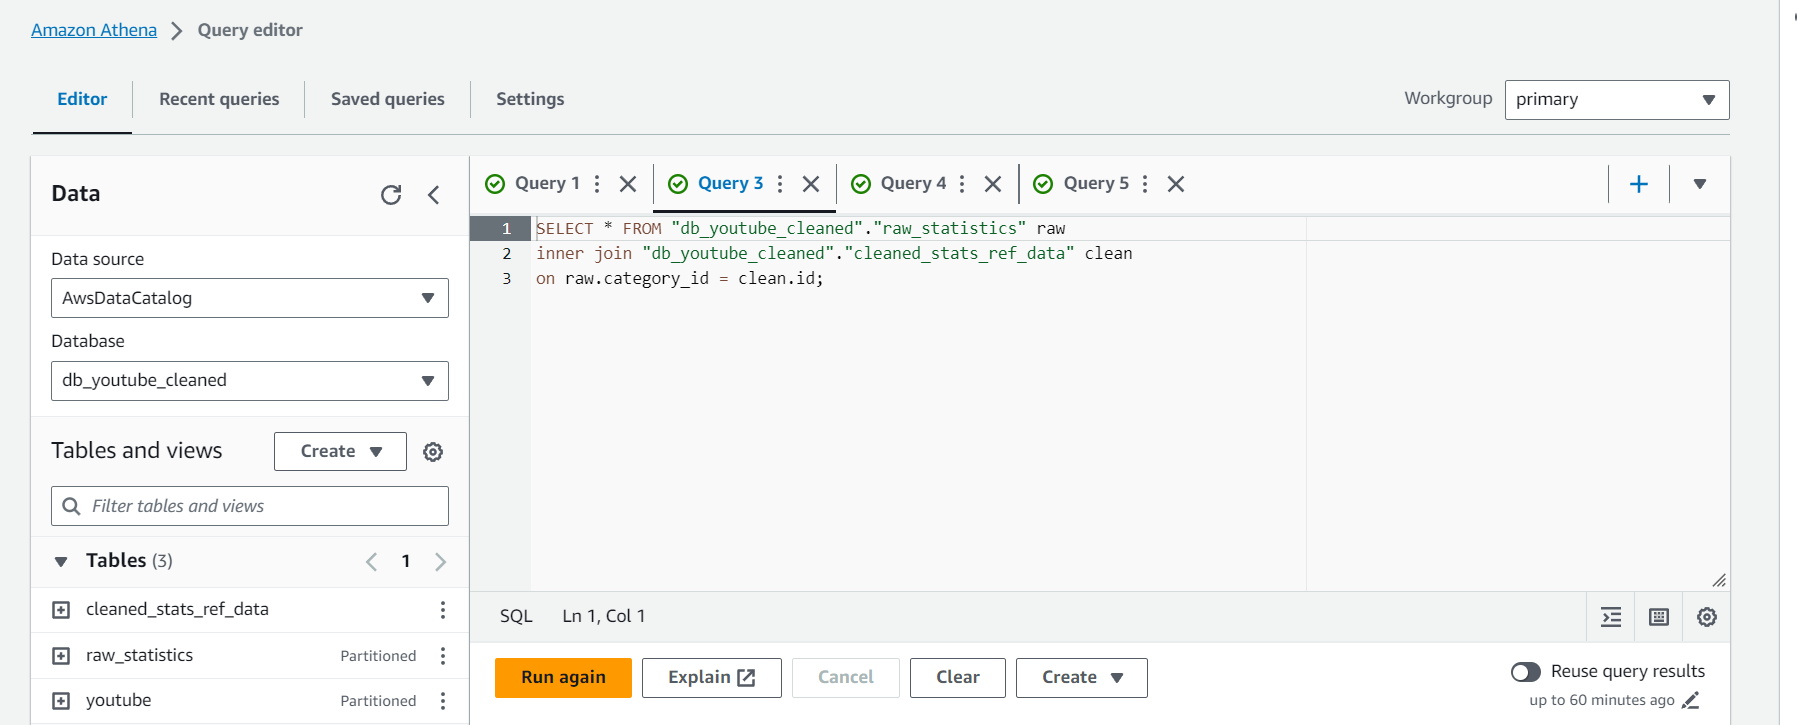 Amazon Athena > Query editor
Editor Recent queries Saved queries Settings
Workgroup primary
Data
Data source
AwsDataCatalog
Database
db_youtube_cleaned
Tables and views Create
Filter tables and views
Tables (3) < 1 >
cleaned_stats_ref_data
raw_statistics Partitioned
youtube Partitioned
Query 1 Query 3 Query 4 Query 5
1 SELECT * FROM "db_youtube_cleaned"."raw_statistics" raw
2 inner join "db_youtube_cleaned"."cleaned_stats_ref_data" clean
3 on raw.category_id = clean.id;
SQL Ln 1, Col 1
Run again Explain Cancel Clear Create
Reuse query results
up to 60 minutes ago